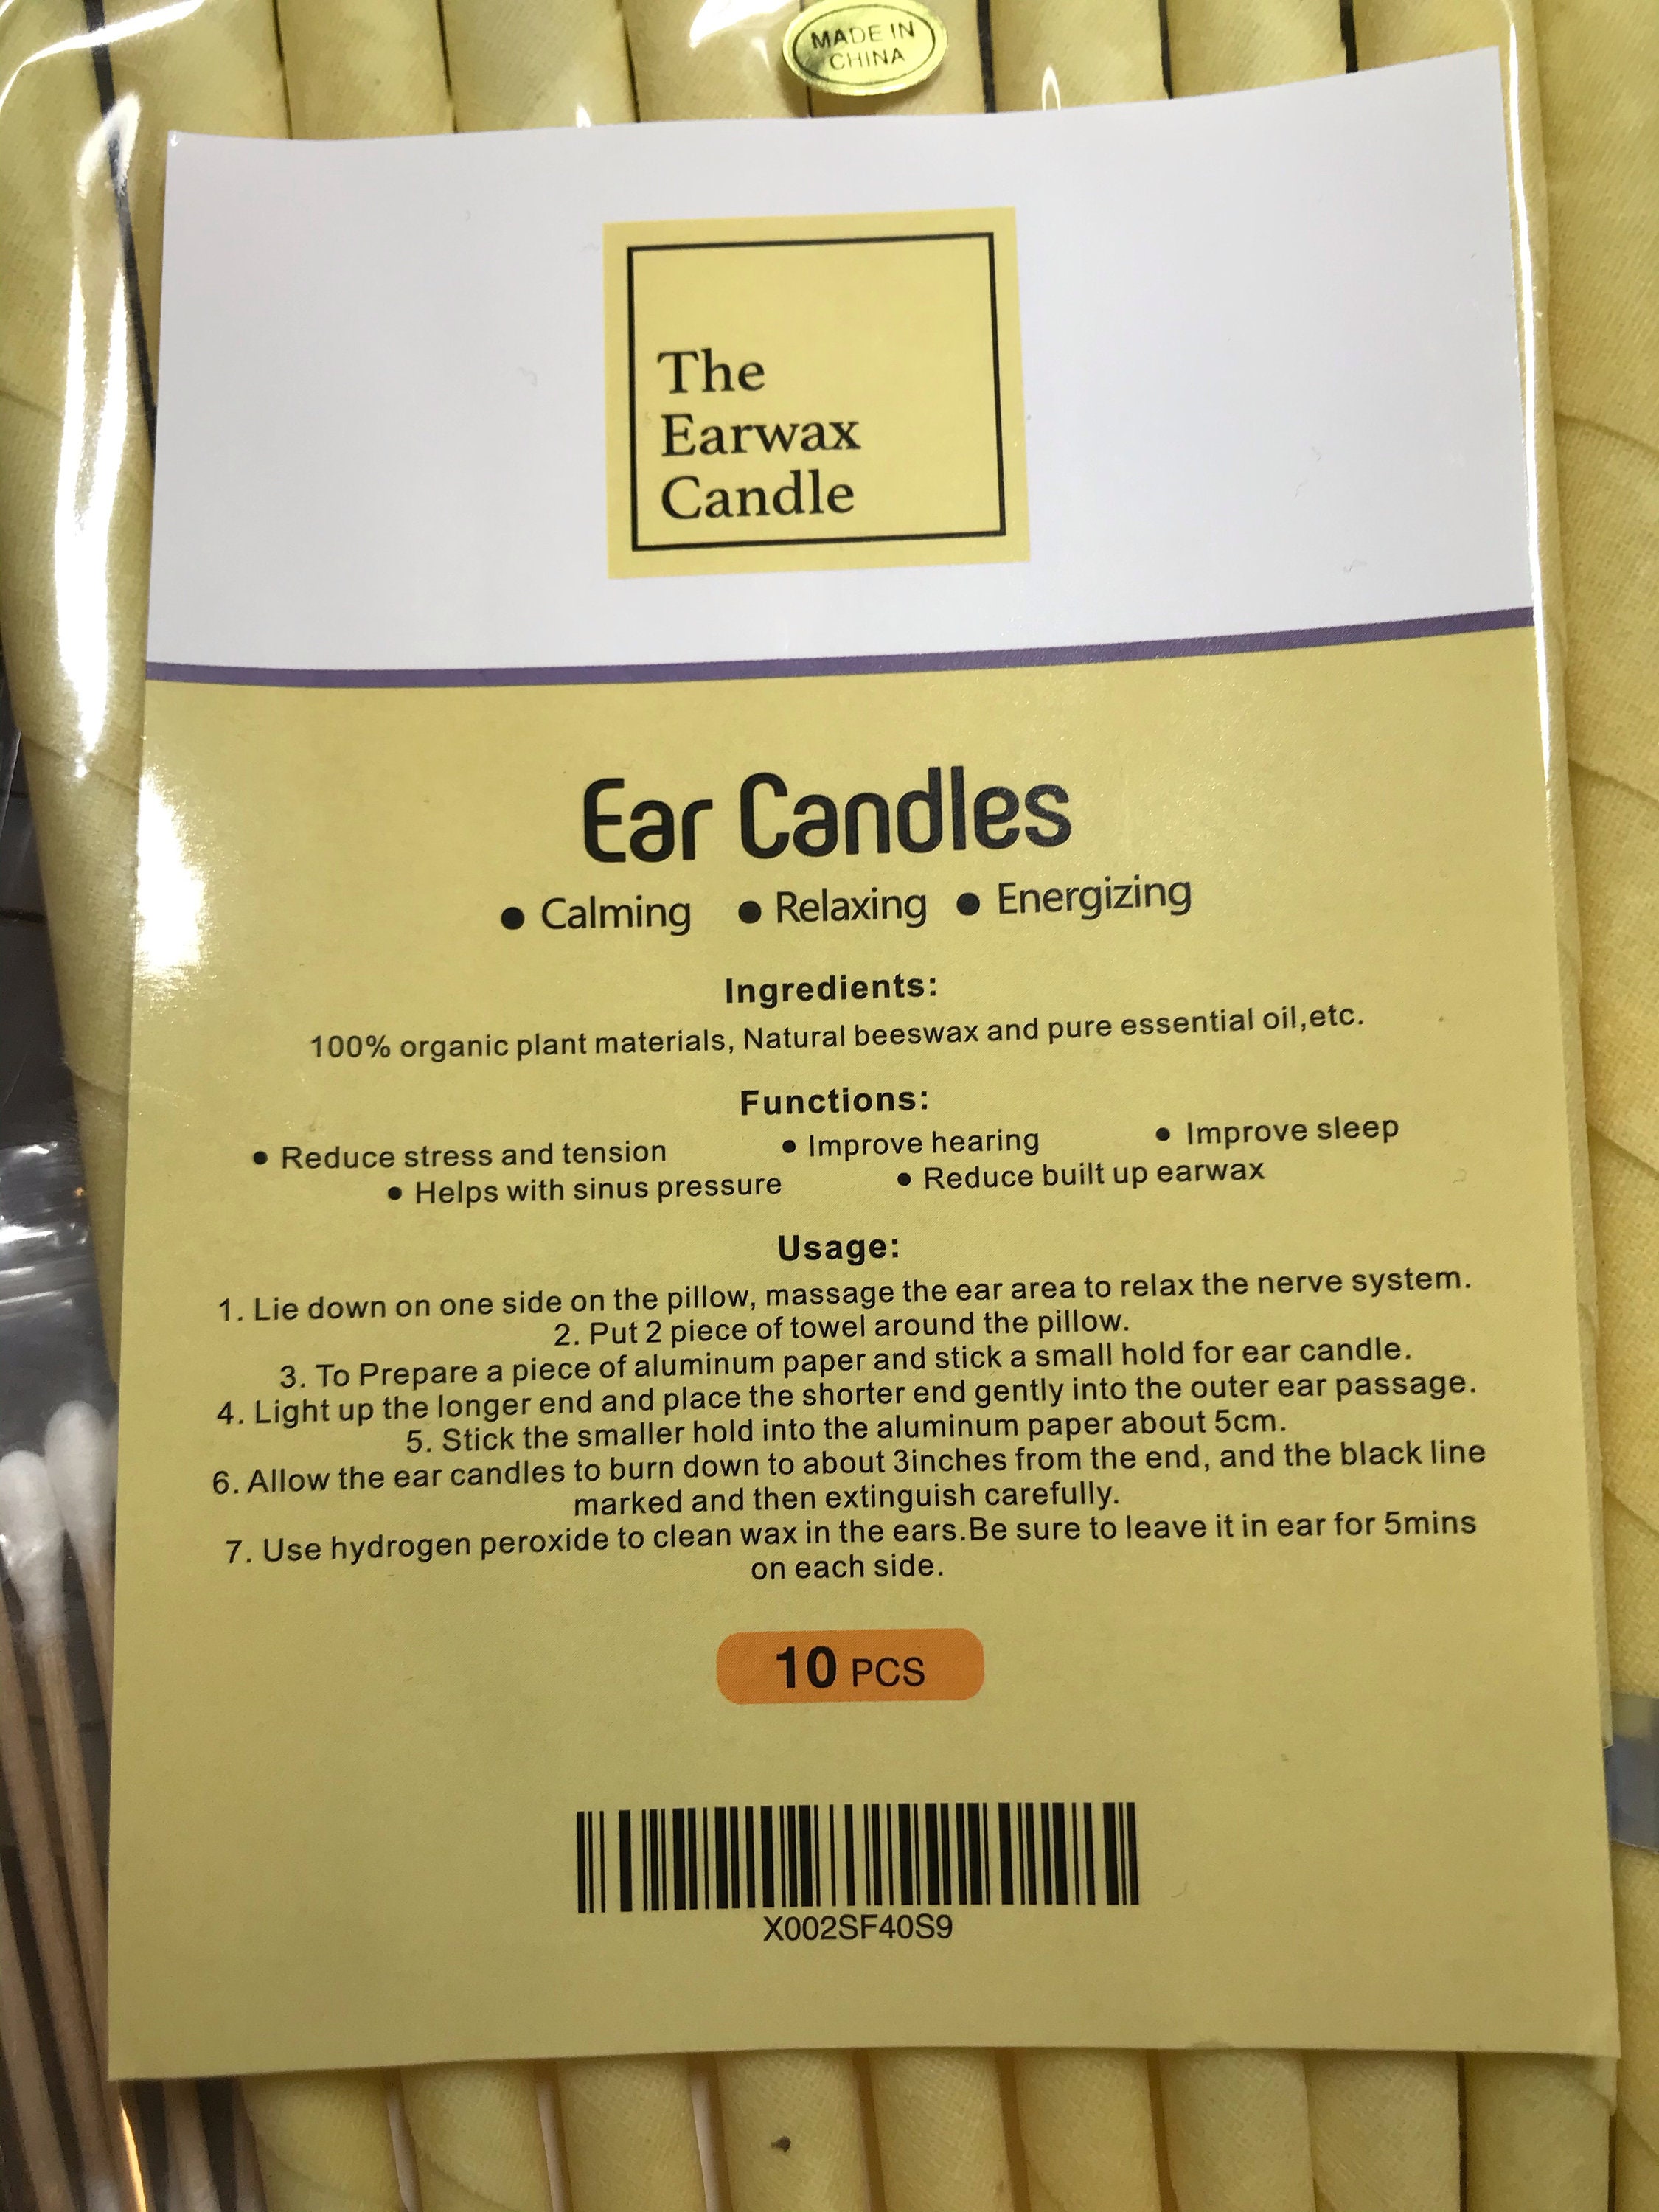 MADE IN
CHINA
The
Earwax
Candle
Ear Candles
• Calming • Relaxing • Energizing
Ingredients:
100% organic plant materials, Natural beeswax and pure essential oil,etc.
Functions:
• Reduce stress and tension • Improve hearing • Improve sleep
• Helps with sinus pressure • Reduce built up earwax
Usage:
1. Lie down on one side on the pillow, massage the ear area to relax the nerve system.
2. Put 2 piece of towel around the pillow.
3. To Prepare a piece of aluminum paper and stick a small hold for ear candle.
4. Light up the longer end and place the shorter end gently into the outer ear passage.
5. Stick the smaller hold into the aluminum paper about 5cm.
6. Allow the ear candles to burn down to about 3inches from the end, and the black line
marked and then extinguish carefully.
7. Use hydrogen peroxide to clean wax in the ears.Be sure to leave it in ear for 5mins
on each side.
10 PCS
X002SF40S9